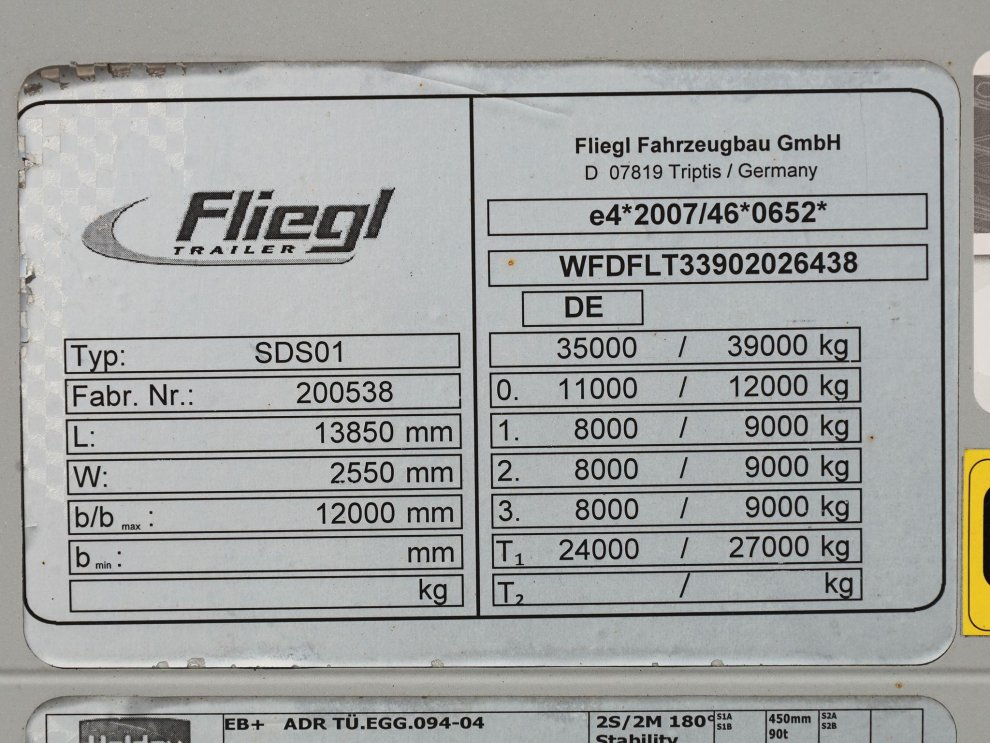 Fliegl
TRAILER
Typ: SDS01
Fabr. Nr.: 200538
L: 13850 mm
W: 2550 mm
b/b max : 12000 mm
b min : mm
kg
Fliegl Fahrzeugbau GmbH
D 07819 Triptis / Germany
e4*2007/46*0652*
WFDFLT33902026438
DE
35000 / 39000 kg
0. 11000 / 12000 kg
1. 8000 / 9000 kg
2. 8000 / 9000 kg
3. 8000 / 9000 kg
T1 24000 / 27000 kg
T2 / kg
EB+ ADR TÜ.EGG.094-04
2S/2M 180°
Stability
S1A
S1B
450mm
90t
S2A
S2B